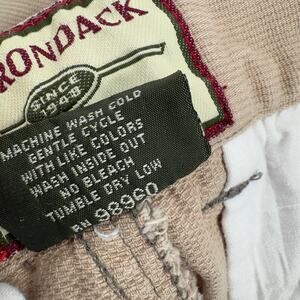 RONDACK
SINCE
1948
MACHINE WASH COLD
GENTLE CYCLE
WITH LIKE COLORS
WASH INSIDE OUT
NO BLEACH
TUMBLE DRY LOW
RN 98960